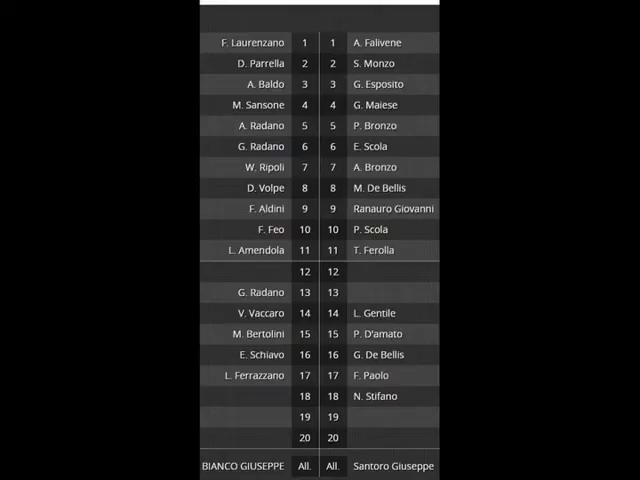 F. Laurenzano 1 1 A. Falivene
D. Parrella 2 2 S. Monzo
A. Baldo 3 3 G. Esposito
M. Sansone 4 4 G. Maiese
A. Radano 5 5 P. Bronzo
G. Radano 6 6 E. Scola
W. Ripoli 7 7 A. Bronzo
D. Volpe 8 8 M. De Bellis
F. Aldini 9 9 Ranauro Giovanni
F. Feo 10 10 P. Scola
L. Amendola 11 11 T. Ferolla
12 12
G. Radano 13 13
V. Vaccaro 14 14 L. Gentile
M. Bertolini 15 15 P. D'amato
E. Schiavo 16 16 G. De Bellis
L. Ferrazzano 17 17 F. Paolo
18 18 N. Stifano
19 19
20 20
BIANCO GIUSEPPE All. All. Santoro Giuseppe